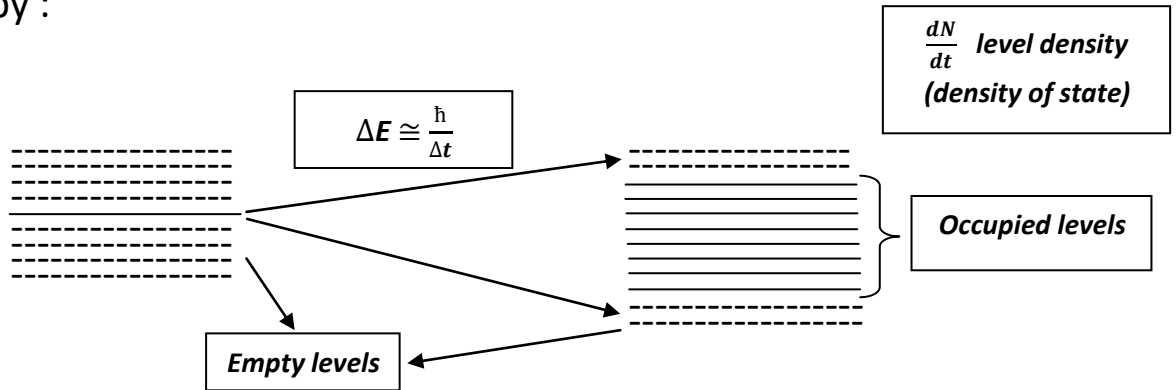 by :
dN/dt level density
(density of state)
ΔE ≅ ħ/Δt
Occupied levels
Empty levels